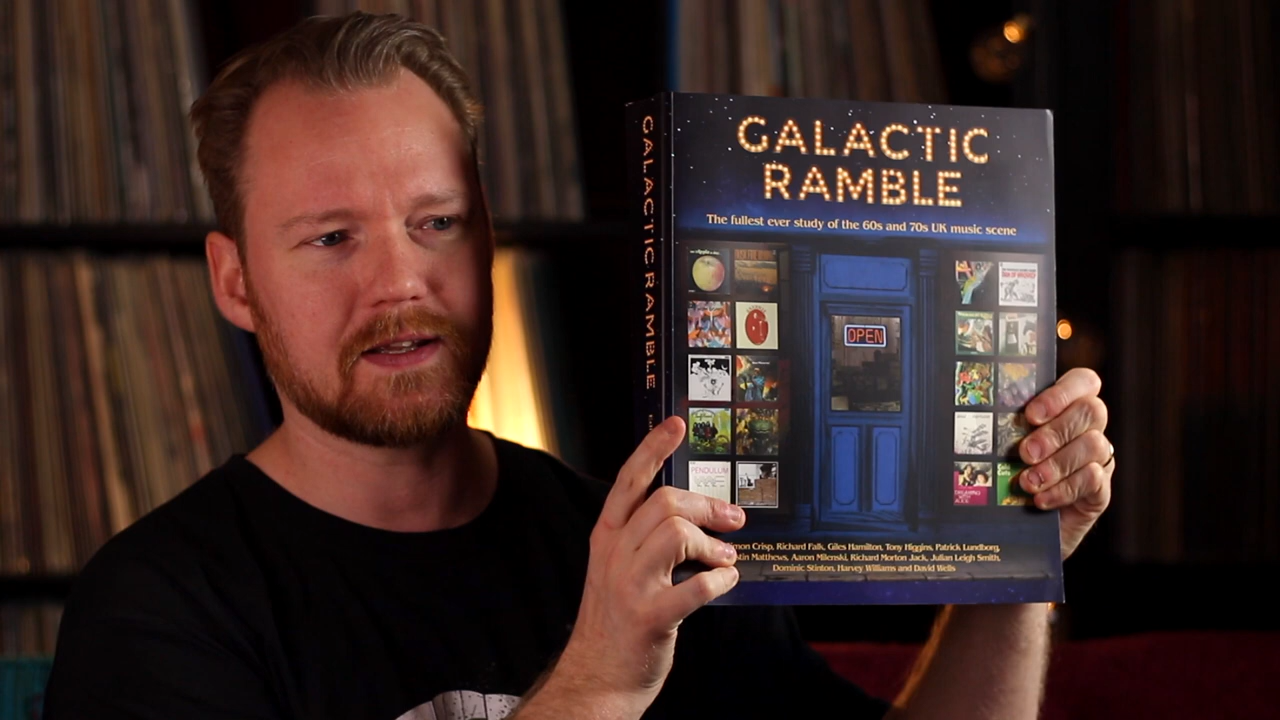 GALACTIC RAMBLE
GALACTIC
RAMBLE
The fullest ever study of the 60s and 70s UK music scene
OPEN
PENDULUM
Simon Crisp, Richard Falk, Giles Hamilton, Tony Higgins, Patrick Lundborg,
Matthews, Aaron Milenski, Richard Morton Jack, Julian Leigh Smith,
Dominic Stinton, Harvey Williams and David Wells